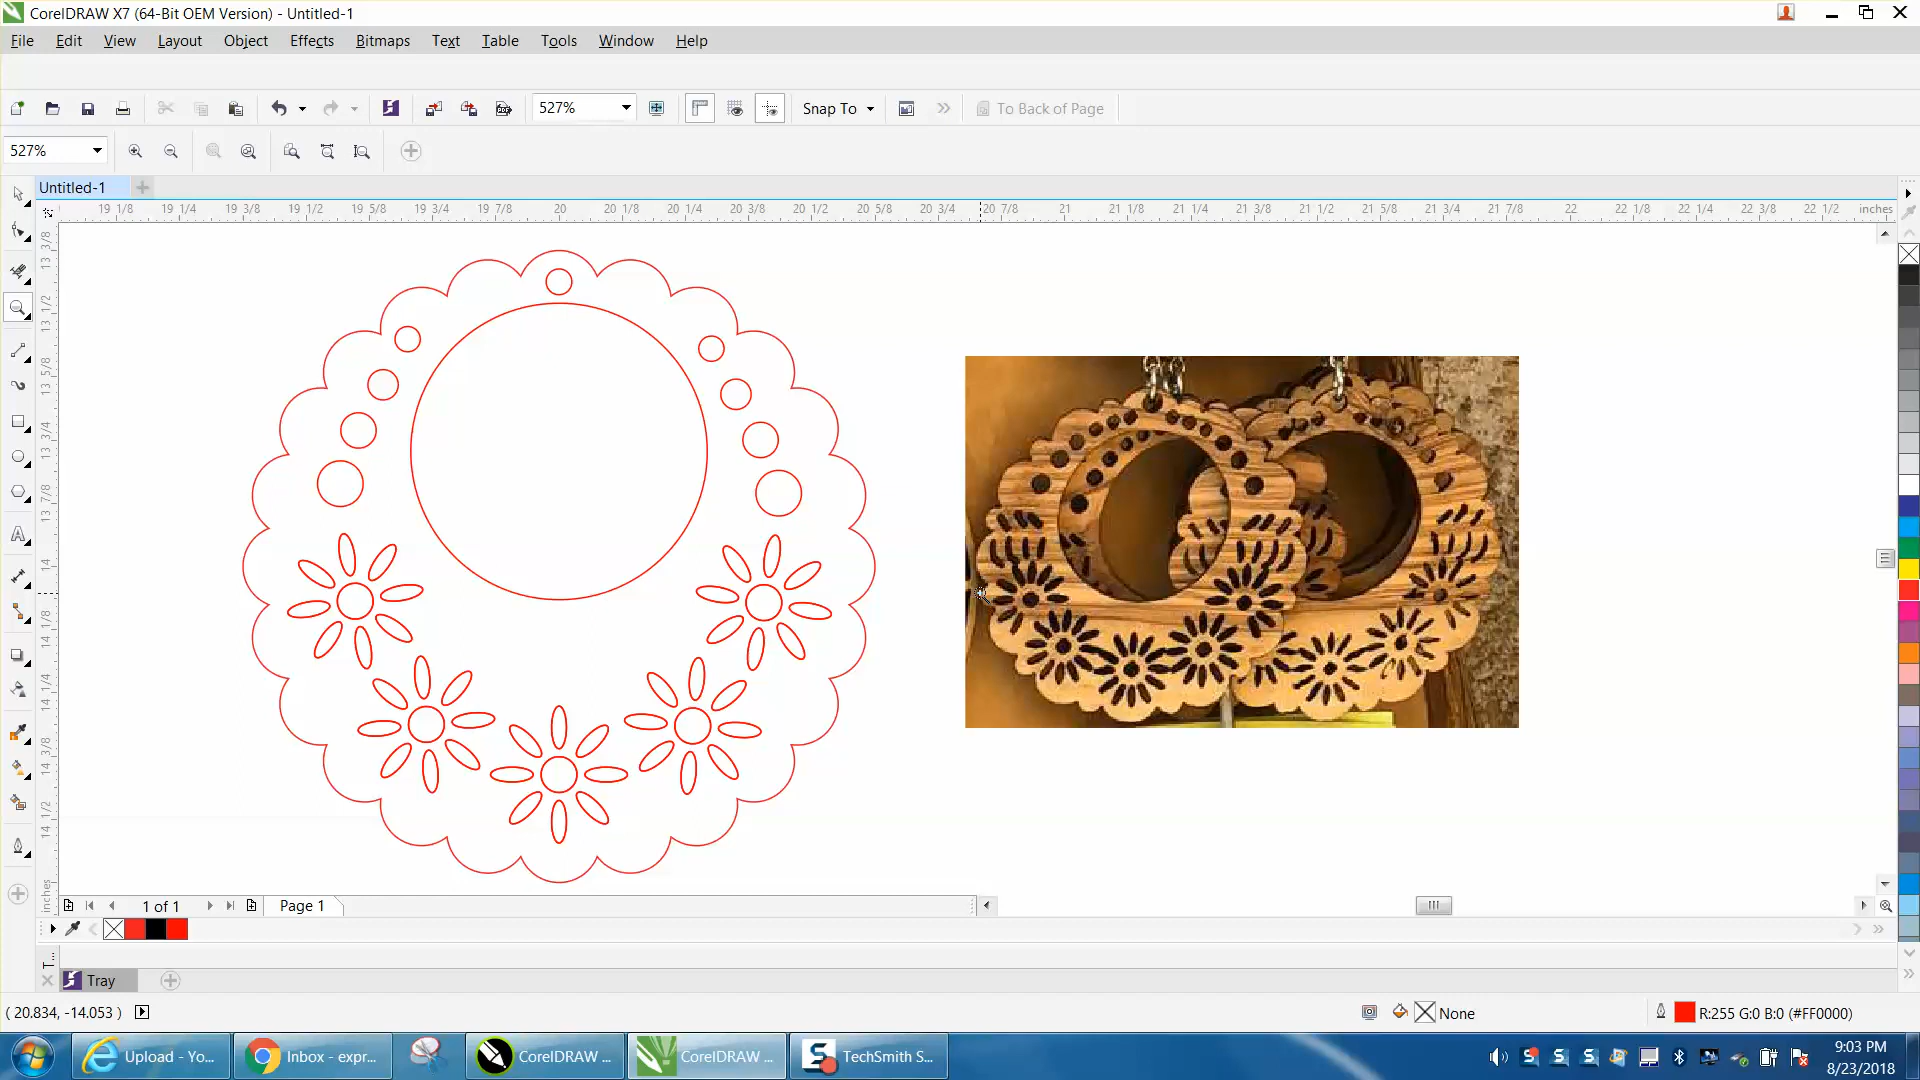 CorelDRAW X7 (64-Bit OEM Version) - Untitled-1
File Edit View Layout Object Effects Bitmaps Text Table Tools Window Help
527% Snap To To Back of Page
527%
Untitled-1
19 1/8 19 1/4 19 3/8 19 1/2 19 5/8 19 3/4 19 7/8 20 20 1/8 20 1/4 20 3/8 20 1/2 20 5/8 20 3/4 20 7/8 21 21 1/8 21 1/4 21 3/8 21 1/2 21 5/8 21 3/4 21 7/8 22 22 1/8 22 1/4 22 3/8 22 1/2 inches
13 3/8
13 1/2
13 5/8
13 3/4
13 7/8
14
14 1/8
14 1/4
14 3/8
14 1/2
inches
1 of 1 Page 1
Tray
( 20.834, -14.053 ) None R:255 G:0 B:0 (#FF0000)
Upload - Yo... Inbox - expr... CorelDRAW ... CorelDRAW ... TechSmith S...
9:03 PM
8/23/2018